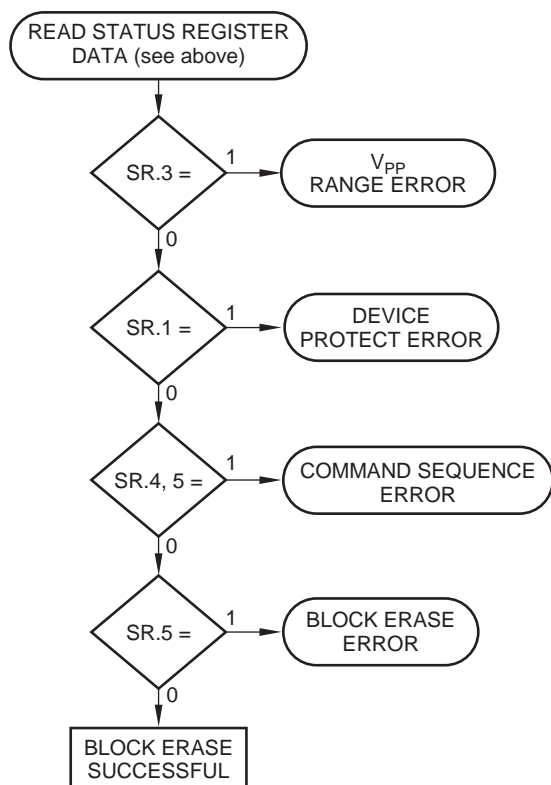 READ STATUS REGISTER
DATA (see above)
SR.3 =
1
V_PP
RANGE ERROR
0
SR.1 =
1
DEVICE
PROTECT ERROR
0
SR.4, 5 =
1
COMMAND SEQUENCE
ERROR
0
SR.5 =
1
BLOCK ERASE
ERROR
0
BLOCK ERASE
SUCCESSFUL